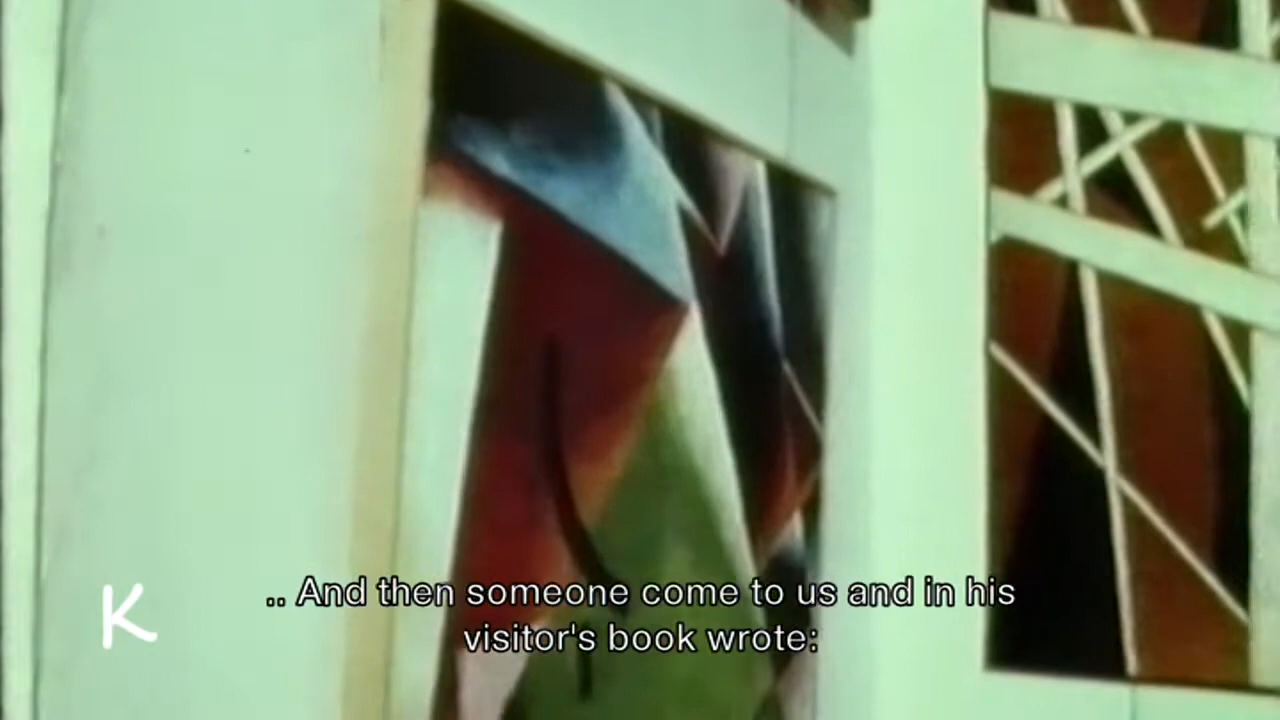 .. And then someone come to us and in his
visitor's book wrote:
K